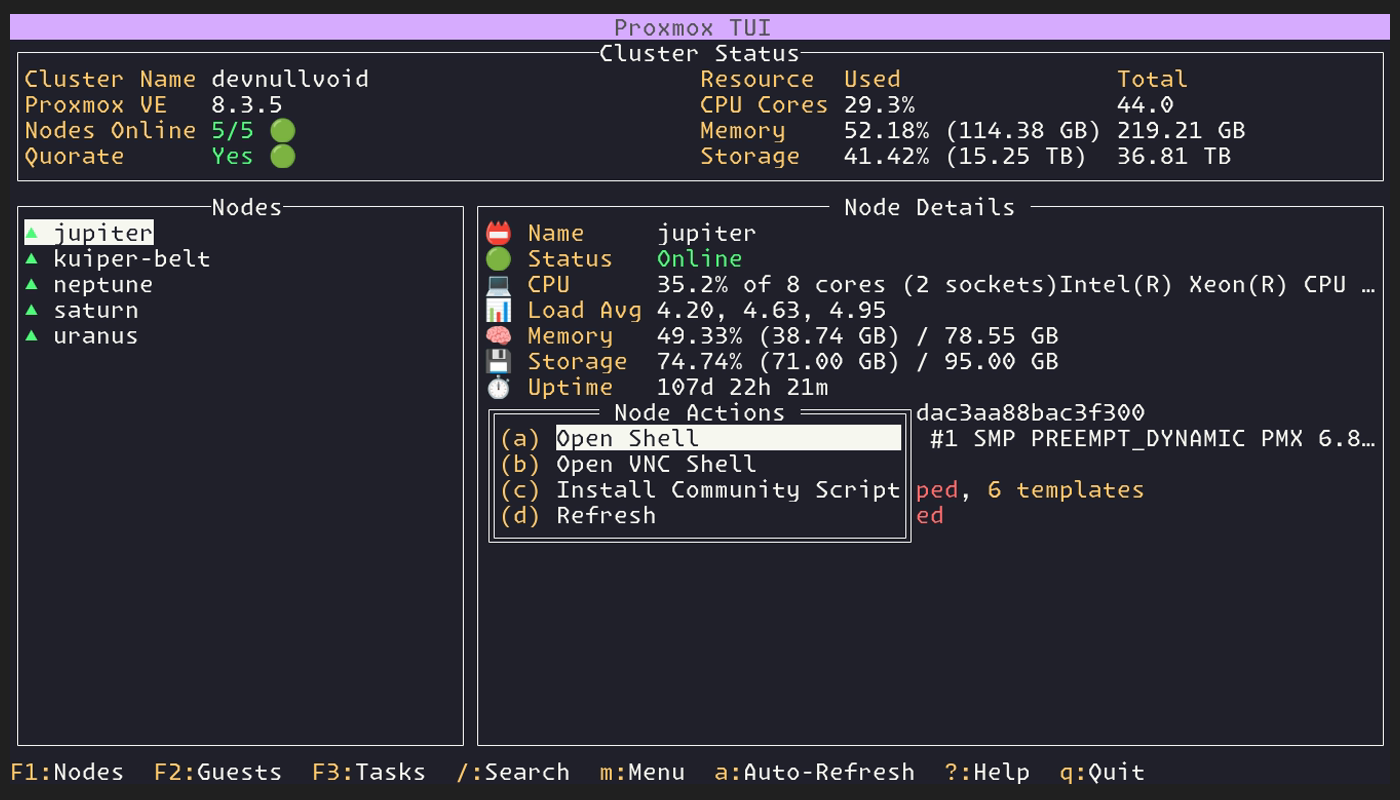 Proxmox TUI
Cluster Status
Cluster Name devnullvoid
Proxmox VE 8.3.5
Nodes Online 5/5
Quorate Yes
Resource Used Total
CPU Cores 29.3% 44.0
Memory 52.18% (114.38 GB) 219.21 GB
Storage 41.42% (15.25 TB) 36.81 TB
Nodes
jupiter
kuiper-belt
neptune
saturn
uranus
Node Details
Name jupiter
Status Online
CPU 35.2% of 8 cores (2 sockets)Intel(R) Xeon(R) CPU …
Load Avg 4.20, 4.63, 4.95
Memory 49.33% (38.74 GB) / 78.55 GB
Storage 74.74% (71.00 GB) / 95.00 GB
Uptime 107d 22h 21m
dac3aa88bac3f300
#1 SMP PREEMPT_DYNAMIC PMX 6.8…
ped, 6 templates
ed
Node Actions
(a) Open Shell
(b) Open VNC Shell
(c) Install Community Script
(d) Refresh
F1:Nodes F2:Guests F3:Tasks /:Search m:Menu a:Auto-Refresh ?:Help q:Quit